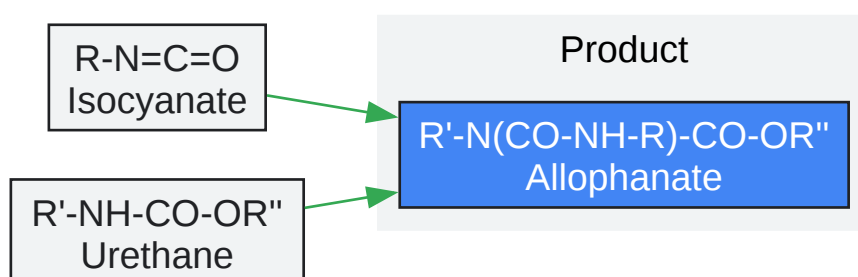 R-N=C=O
Isocyanate
Product
R'-N(CO-NH-R)-CO-OR"
Allophanate
R'-NH-CO-OR"
Urethane